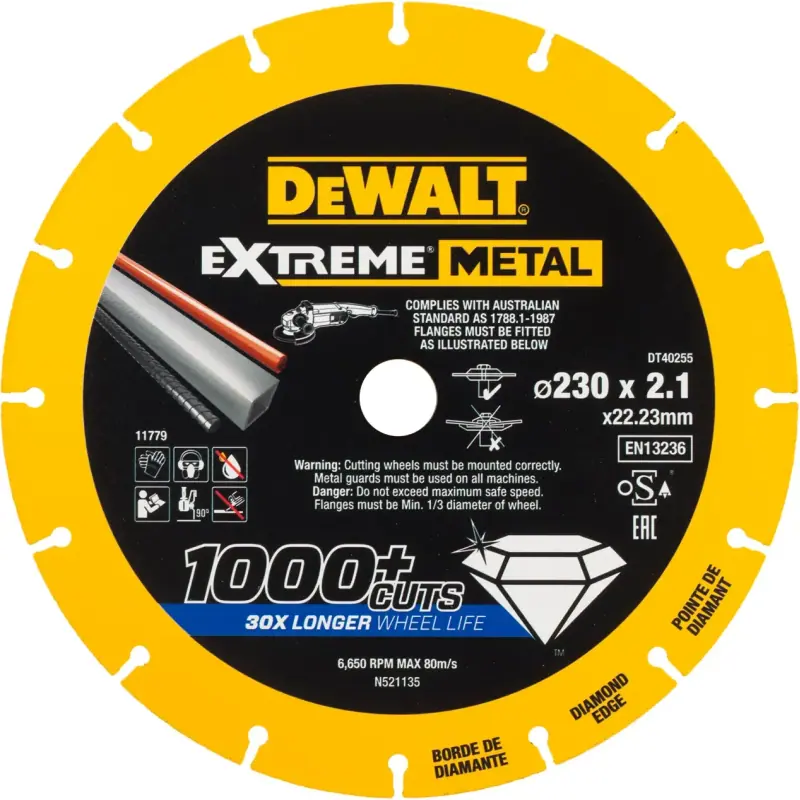 DEWALT®
EXTREME® METAL
COMPLIES WITH AUSTRALIAN
STANDARD AS 1788.1-1987
FLANGES MUST BE FITTED
AS ILLUSTRATED BELOW
DT40255
ø230 x 2.1
x22.23mm
EN13236
oSa®
EAC
11779
90°
Warning: Cutting wheels must be mounted correctly.
Metal guards must be used on all machines.
Danger: Do not exceed maximum safe speed.
Flanges must be Min. 1/3 diameter of wheel.
1000+ CUTS
30X LONGER WHEEL LIFE
TM
6,650 RPM MAX 80m/s
N521135
BORDE DE
DIAMANTE
DIAMOND
EDGE
POINTE DE
DIAMANT